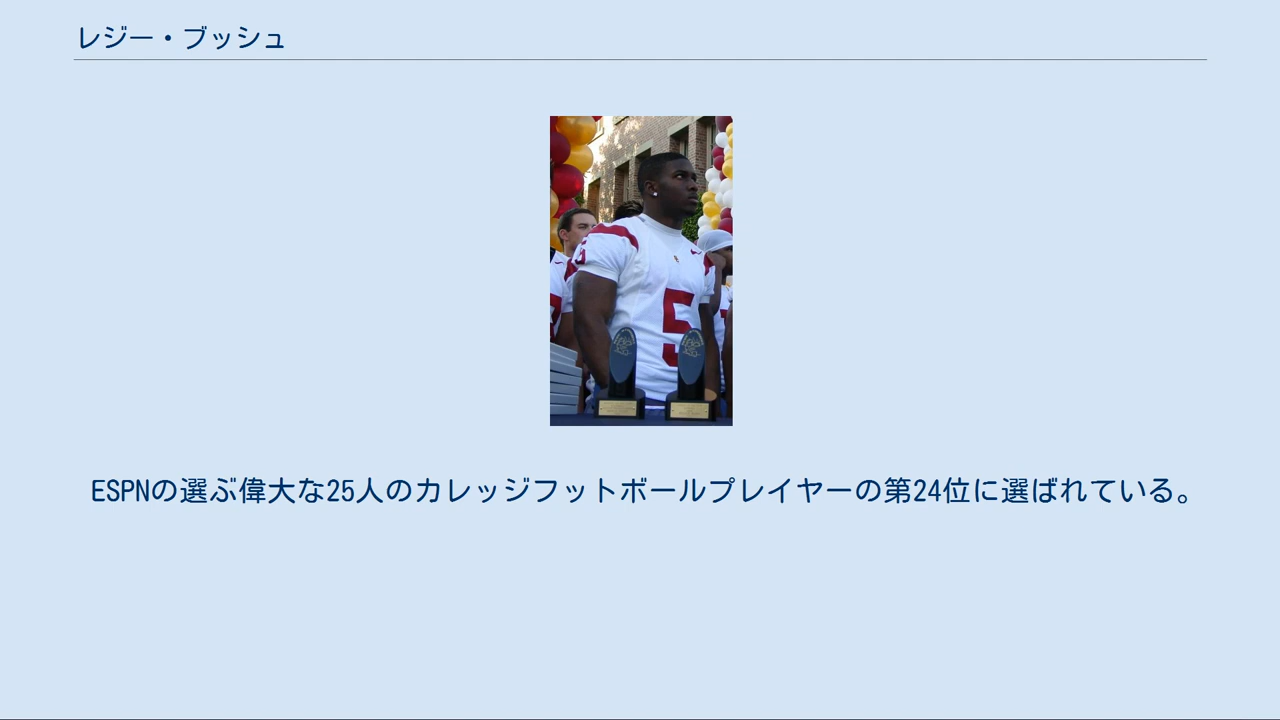 レジー・ブッシュ
5
ESPNの選ぶ偉大な25人のカレッジフットボールプレイヤーの第24位に選ばれている。